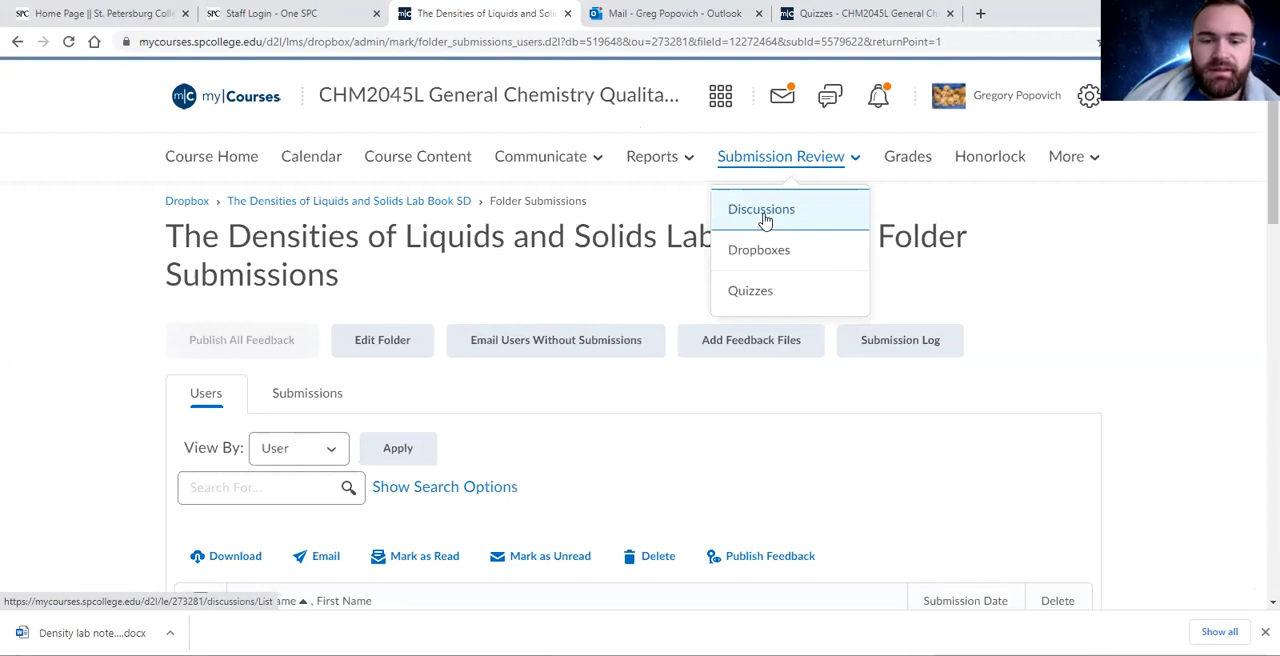 Home Page || St. Petersburg Coll
Staff Login - One SPC
The Densities of Liquids and Soli
Mail - Greg Popovich - Outlook
Quizzes - CHM2045L General Ch
mycourses.spcollege.edu/d2l/lms/dropbox/admin/mark/folder_submissions_users.d2l?db=519648&ou=273281&fileId=12272464&subId=5579622&returnPoint=1
m|C my|Courses
CHM2045L General Chemistry Qualita...
Gregory Popovich
Course Home
Calendar
Course Content
Communicate
Reports
Submission Review
Grades
Honorlock
More
Discussions
Dropboxes
Quizzes
Dropbox › The Densities of Liquids and Solids Lab Book SD › Folder Submissions
The Densities of Liquids and Solids Lab Folder
Submissions
Publish All Feedback
Edit Folder
Email Users Without Submissions
Add Feedback Files
Submission Log
Users
Submissions
View By:
User
Apply
Search For...
Show Search Options
Download
Email
Mark as Read
Mark as Unread
Delete
Publish Feedback
ame , First Name
Submission Date
Delete
https://mycourses.spcollege.edu/d2l/le/273281/discussions/List
Density lab note....docx
Show all